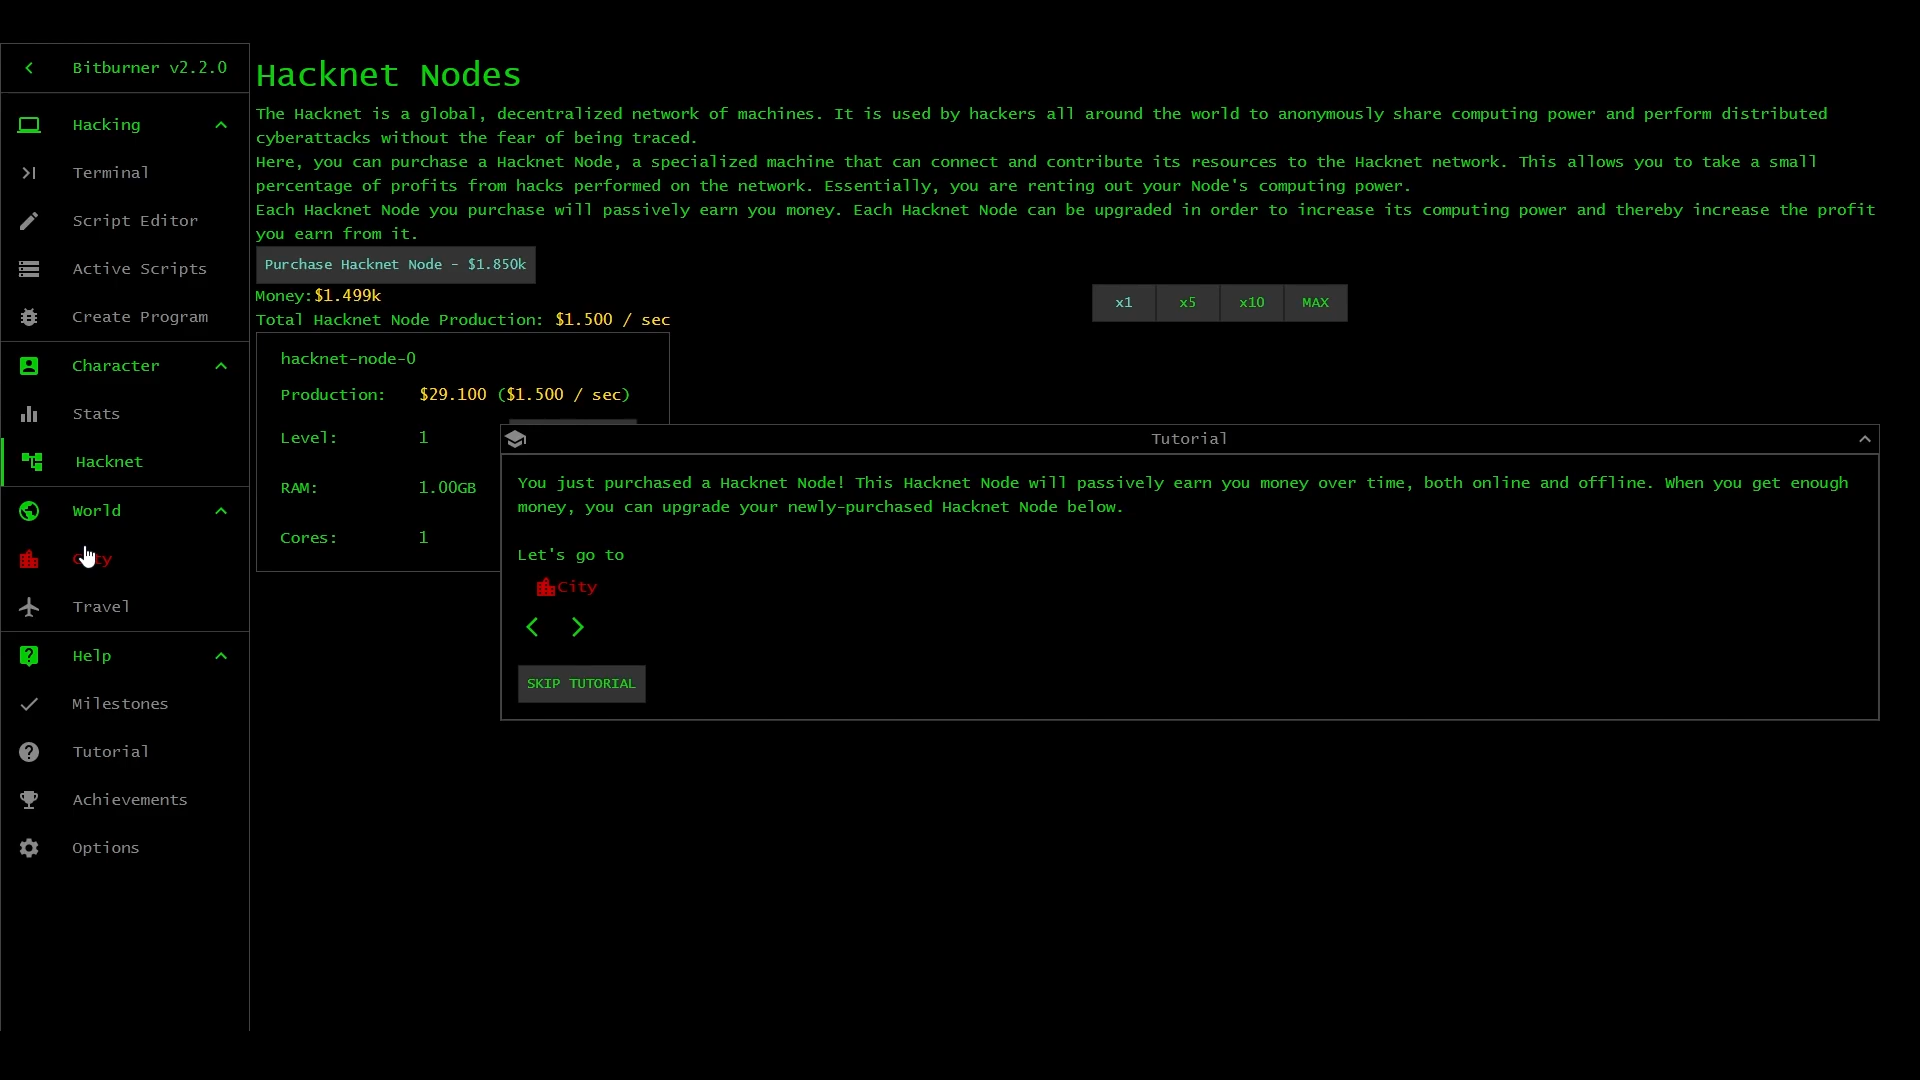 Bitburner v2.2.0
Hacking
Terminal
Script Editor
Active Scripts
Create Program
Character
Stats
Hacknet
World
City
Travel
Help
Milestones
Tutorial
Achievements
Options
Hacknet Nodes
The Hacknet is a global, decentralized network of machines. It is used by hackers all around the world to anonymously share computing power and perform distributed
cyberattacks without the fear of being traced.
Here, you can purchase a Hacknet Node, a specialized machine that can connect and contribute its resources to the Hacknet network. This allows you to take a small
percentage of profits from hacks performed on the network. Essentially, you are renting out your Node's computing power.
Each Hacknet Node you purchase will passively earn you money. Each Hacknet Node can be upgraded in order to increase its computing power and thereby increase the profit
you earn from it.
Purchase Hacknet Node - $1.850k
Money:$1.499k
Total Hacknet Node Production: $1.500 / sec
x1 x5 x10 MAX
hacknet-node-0
Production: $29.100 ($1.500 / sec)
Level: 1
RAM: 1.00GB
Cores: 1
Tutorial
You just purchased a Hacknet Node! This Hacknet Node will passively earn you money over time, both online and offline. When you get enough
money, you can upgrade your newly-purchased Hacknet Node below.
Let's go to
City
SKIP TUTORIAL